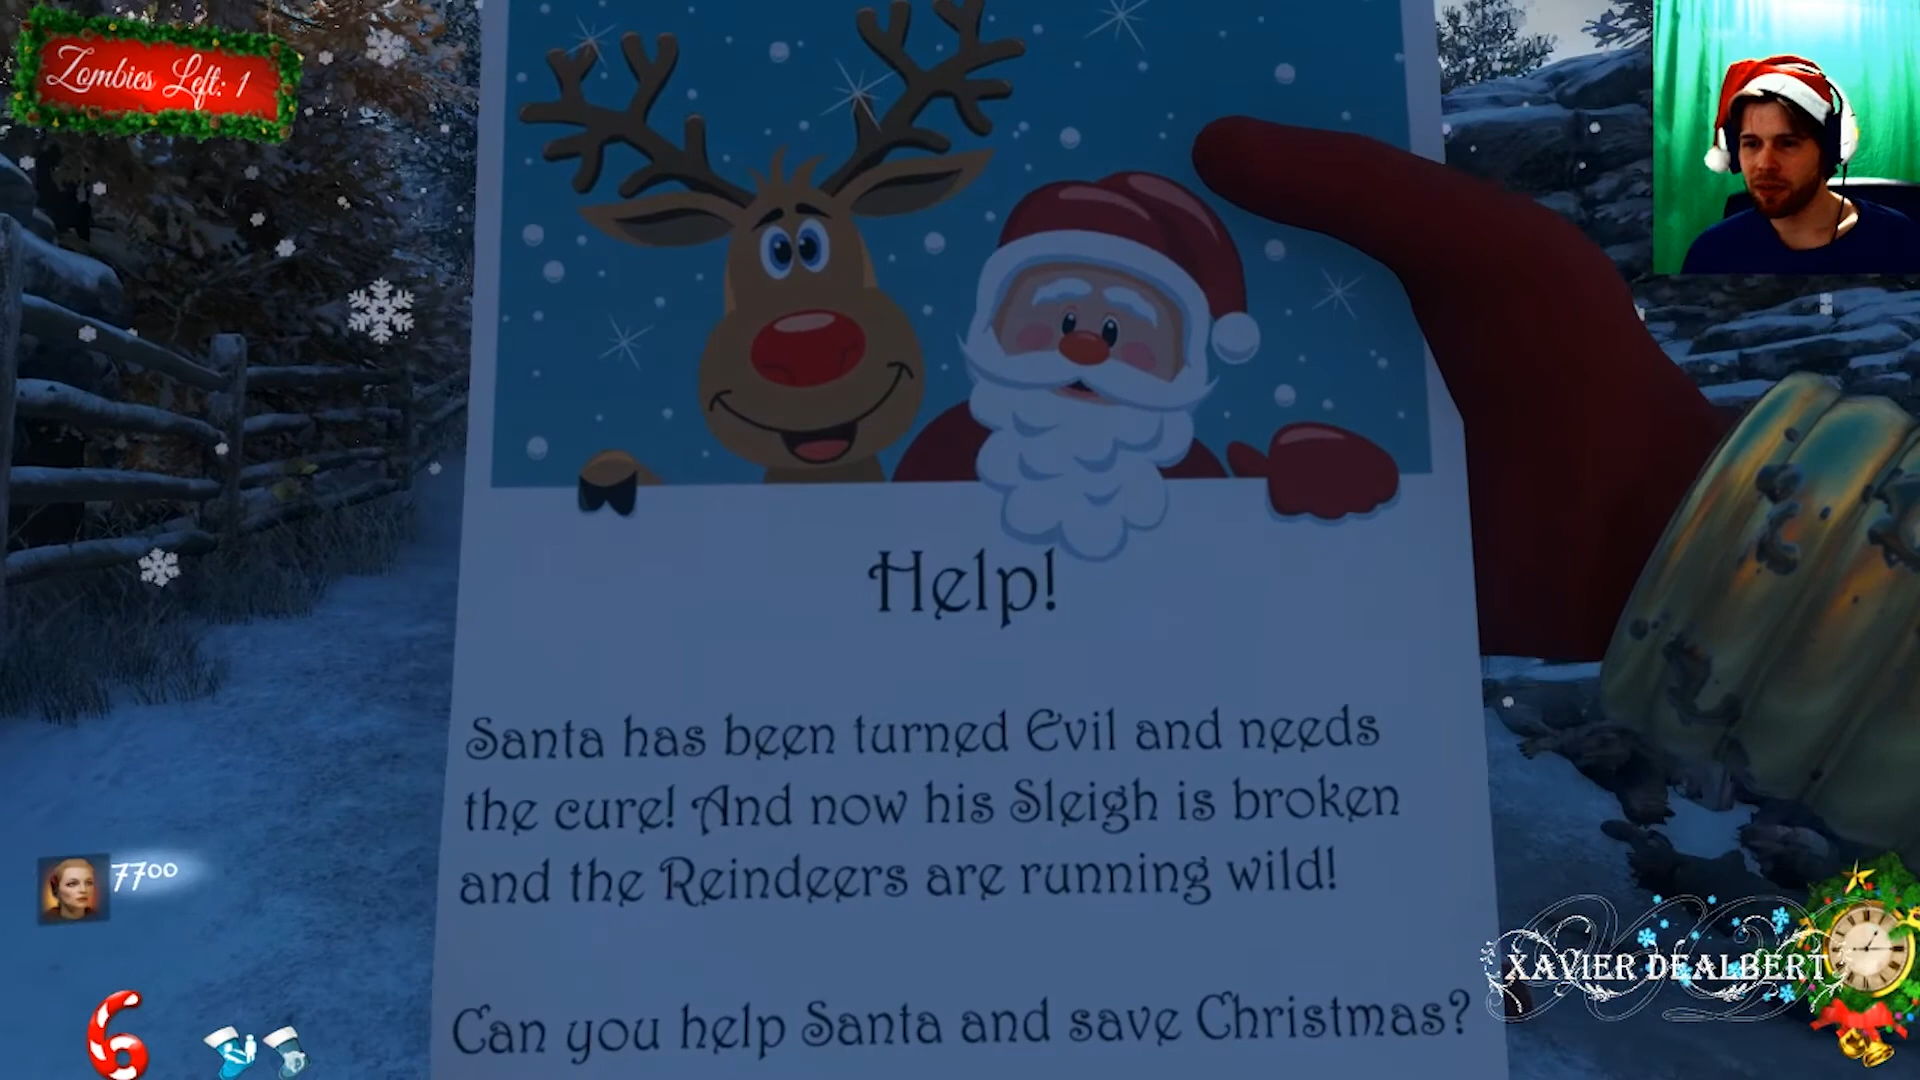 Zombies Left: 1
Help!
Santa has been turned Evil and needs
the cure! And now his Sleigh is broken
and the Reindeers are running wild!
Can you help Santa and save Christmas?
7700
XAVIER DEALBERT
6